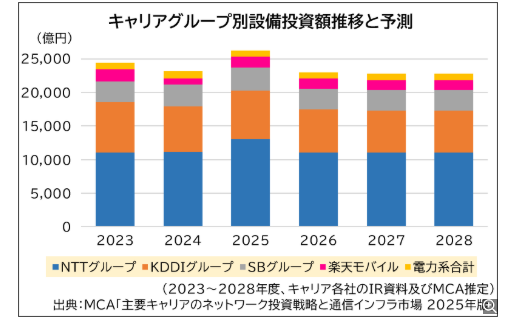 キャリアグループ別設備投資額推移と予測
(億円)
25,000
20,000
15,000
10,000
5,000
0
2023 2024 2025 2026 2027 2028
NTTグループ KDDIグループ SBグループ 楽天モバイル 電力系合計
(2023~2028年度、キャリア各社のIR資料及びMCA推定)
出典:MCA「主要キャリアのネットワーク投資戦略と通信インフラ市場 2025年版